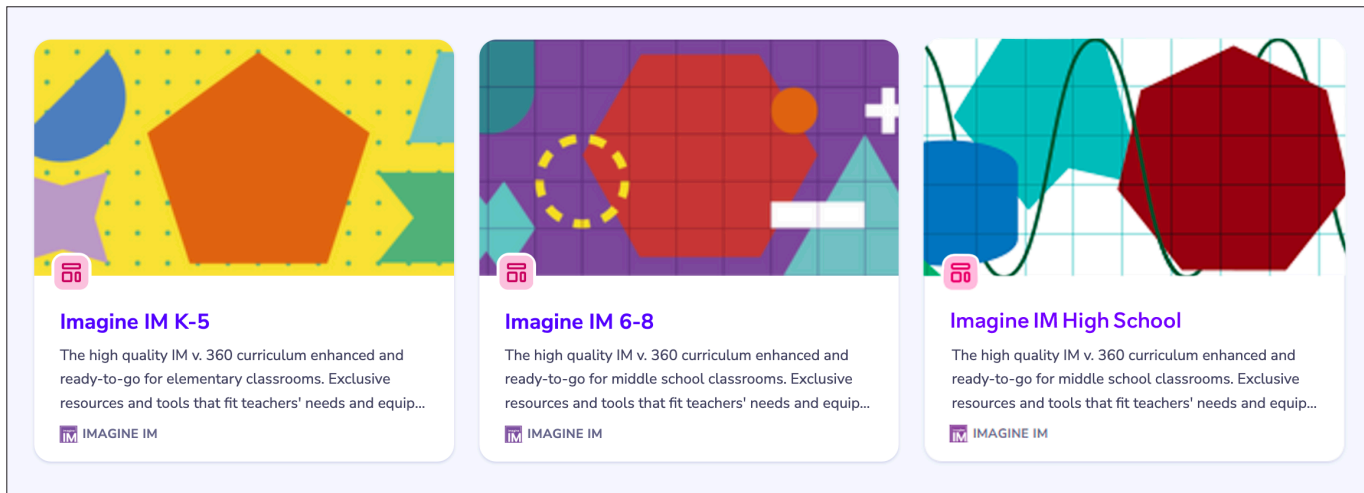 Imagine IM K-5
The high quality IM v. 360 curriculum enhanced and
ready-to-go for elementary classrooms. Exclusive
resources and tools that fit teachers' needs and equip...
IM IMAGINE IM
Imagine IM 6-8
The high quality IM v. 360 curriculum enhanced and
ready-to-go for middle school classrooms. Exclusive
resources and tools that fit teachers' needs and equip...
IM IMAGINE IM
Imagine IM High School
The high quality IM v. 360 curriculum enhanced and
ready-to-go for middle school classrooms. Exclusive
resources and tools that fit teachers' needs and equip...
IM IMAGINE IM